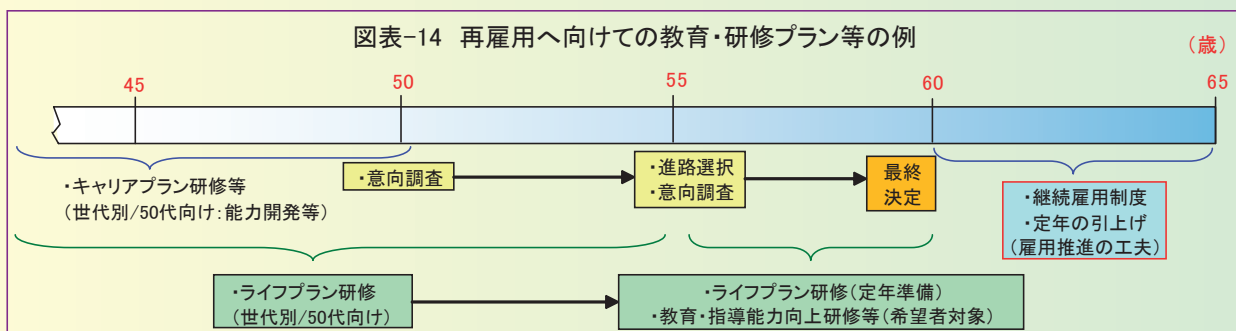 図表-14 再雇用へ向けての教育・研修プラン等の例
(歳)
45
50
55
60
65
・キャリアプラン研修等
(世代別/50代向け:能力開発等)
・意向調査
・進路選択
・意向調査
最終
決定
・継続雇用制度
・定年の引上げ
(雇用推進の工夫)
・ライフプラン研修
(世代別/50代向け)
・ライフプラン研修(定年準備)
・教育・指導能力向上研修等(希望者対象)